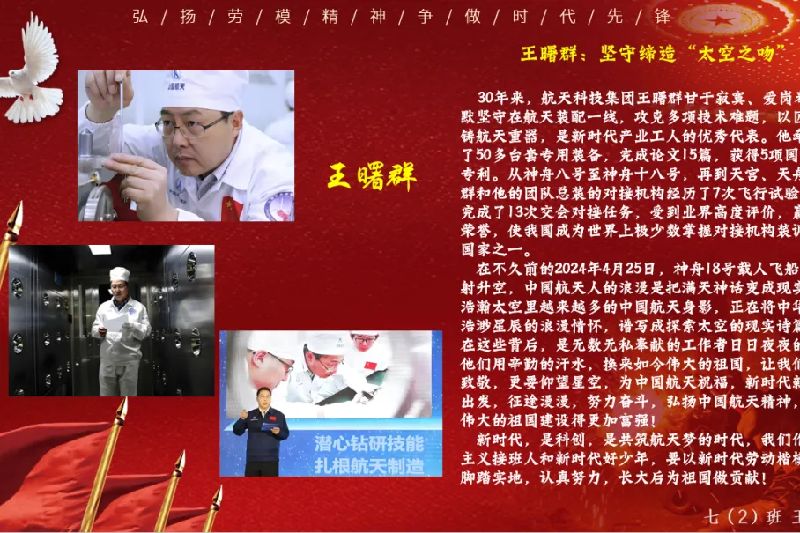 弘/扬/劳/模/精/神/争/做/时/代/先/锋
王曙群：坚守缔造“太空之吻”
30年来，航天科技集团王曙群甘于寂寞、爱岗
默坚守在航天装配一线，攻克多项技术难题，以
铸航天重器，是新时代产业工人的优秀代表。他
了50多台套专用装备，完成论文15篇，获得5项国
专利。从神舟八号至神舟十八号，再到天宫、天舟
群和他的团队总装的对接机构经历了7次飞行试验
完成了13次交会对接任务，受到业界高度评价，
荣誉，使我国成为世界上极少数掌握对接机构装
国家之一。
在不久前的2024年4月25日，神舟18号载人飞船
射升空，中国航天人的浪漫是把满天神话变成现实
浩瀚太空里越来越多的中国航天身影，正在将中华
浩渺星辰的浪漫情怀，谱写成探索太空的现实诗篇
在这些背后，是无数无私奉献的工作者日日夜夜的
他们用辛勤的汗水，换来如今伟大的祖国，让我们
致敬，更要仰望星空，为中国航天祝福，新时代新
出发，征途漫漫，努力奋斗，弘扬中国航天精神，
伟大的祖国建设得更加富强！
新时代，是科创，是共筑航天梦的时代，我们作
主义接班人和新时代好少年，要以新时代劳动楷模
脚踏实地，认真努力，长大后为祖国做贡献！
王曙群
潜心钻研技能
扎根航天制造
七（2）班 王